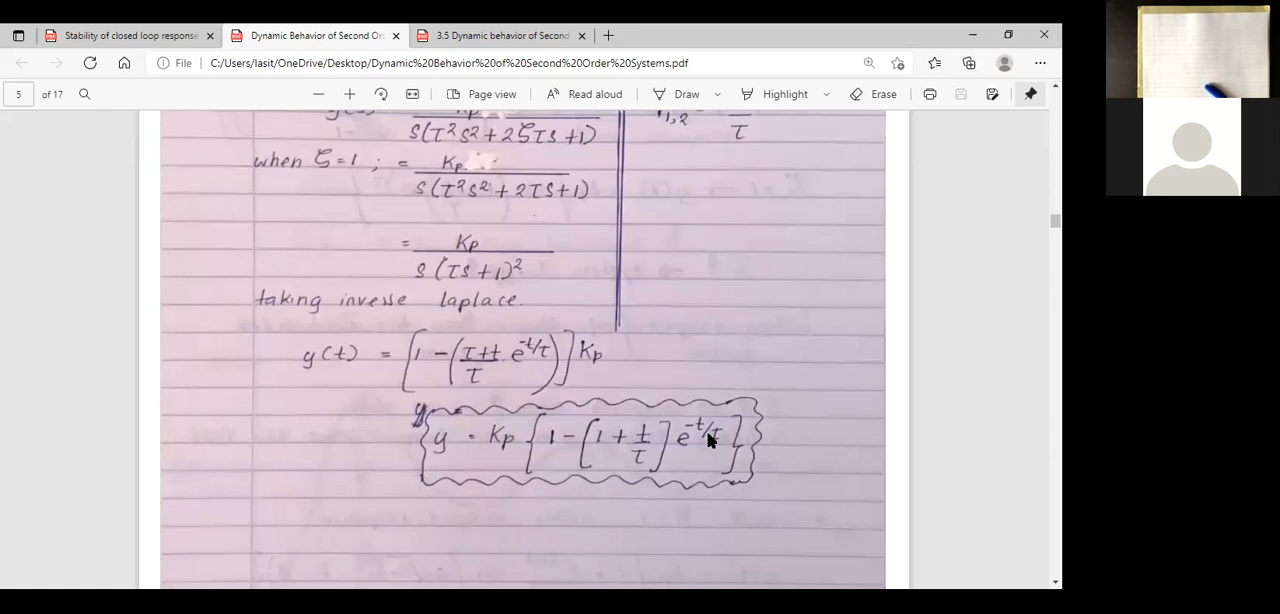 Stability of closed loop response
Dynamic Behavior of Second Or
3.5 Dynamic behavior of Second
File
C:/Users/lasit/OneDrive/Desktop/Dynamic%20Behavior%20of%20Second%20Order%20Systems.pdf
5 of 17
Page view
Read aloud
Draw
Highlight
Erase
s(τ²s² + 2ζτs + 1)
τ
when ζ = 1 ; = Kp
s(τ²s² + 2τs + 1)
= Kp
s (τs + 1)²
taking inverse laplace.
y(t) = [1 - (τ+t/τ e^-t/τ)] Kp
y = Kp {1 - [1 + t/τ] e^-t/τ}